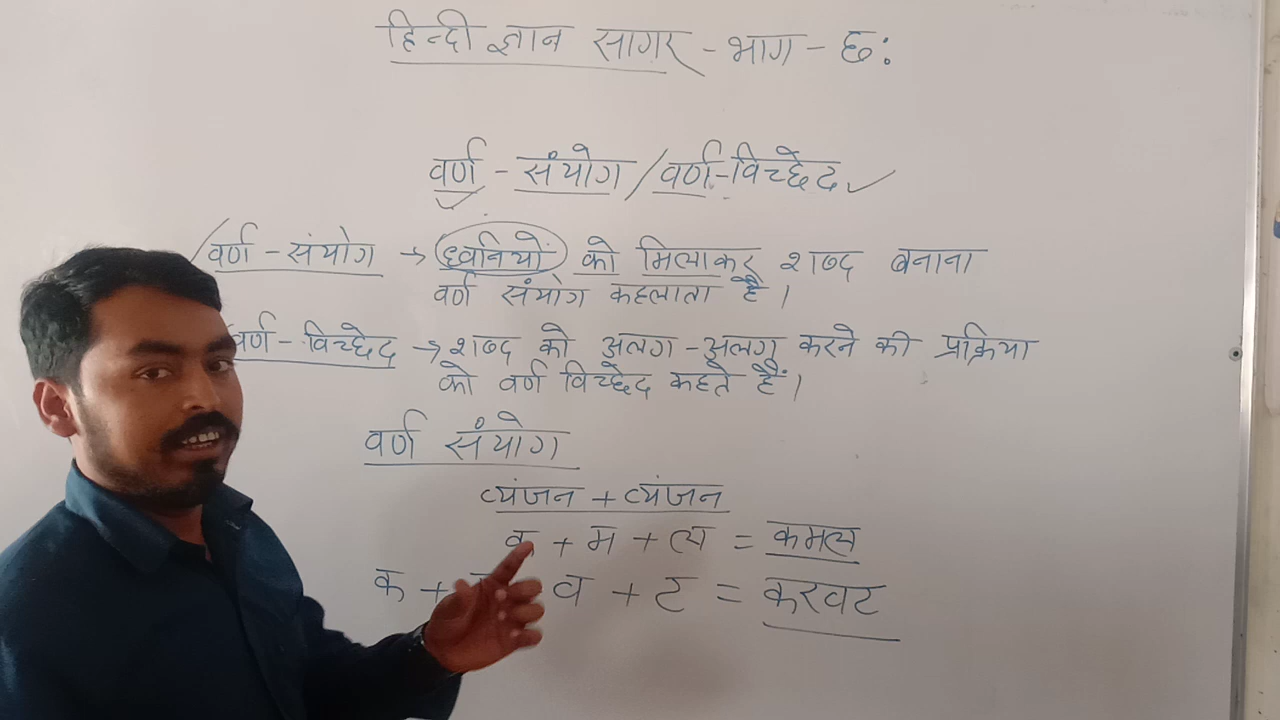 हिन्दी ज्ञान सागर - भाग - छः
वर्ण - संयोग / वर्ण-विच्छेद
वर्ण - संयोग → ध्वनियों को मिलाकर शब्द बनाना
वर्ण संयोग कहलाता है।
वर्ण - विच्छेद → शब्द को अलग - अलग करने की प्रक्रिया
को वर्ण विच्छेद कहते हैं।
वर्ण संयोग
व्यंजन + व्यंजन
क + म + ल = कमल
क + व + ट = करवट